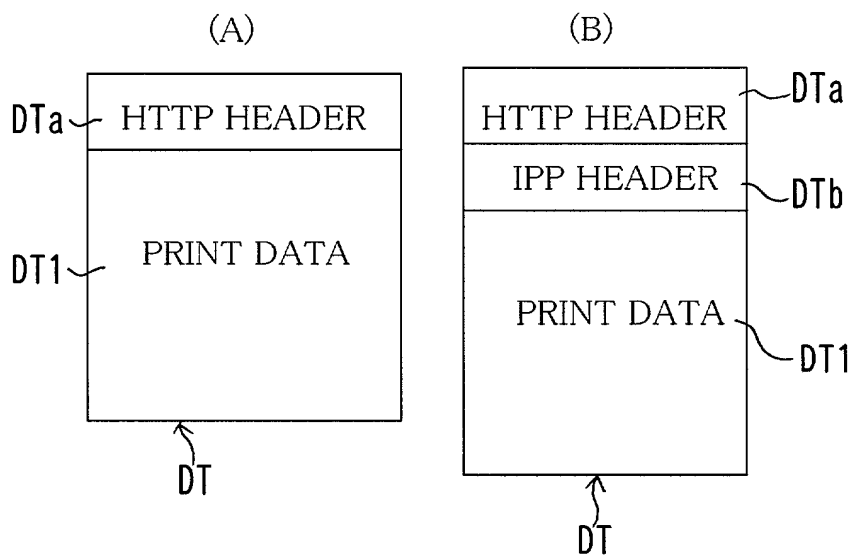 (A)
(B)
DTa
HTTP HEADER
DT1
PRINT DATA
DT
HTTP HEADER
DTa
IPP HEADER
DTb
PRINT DATA
DT1
DT